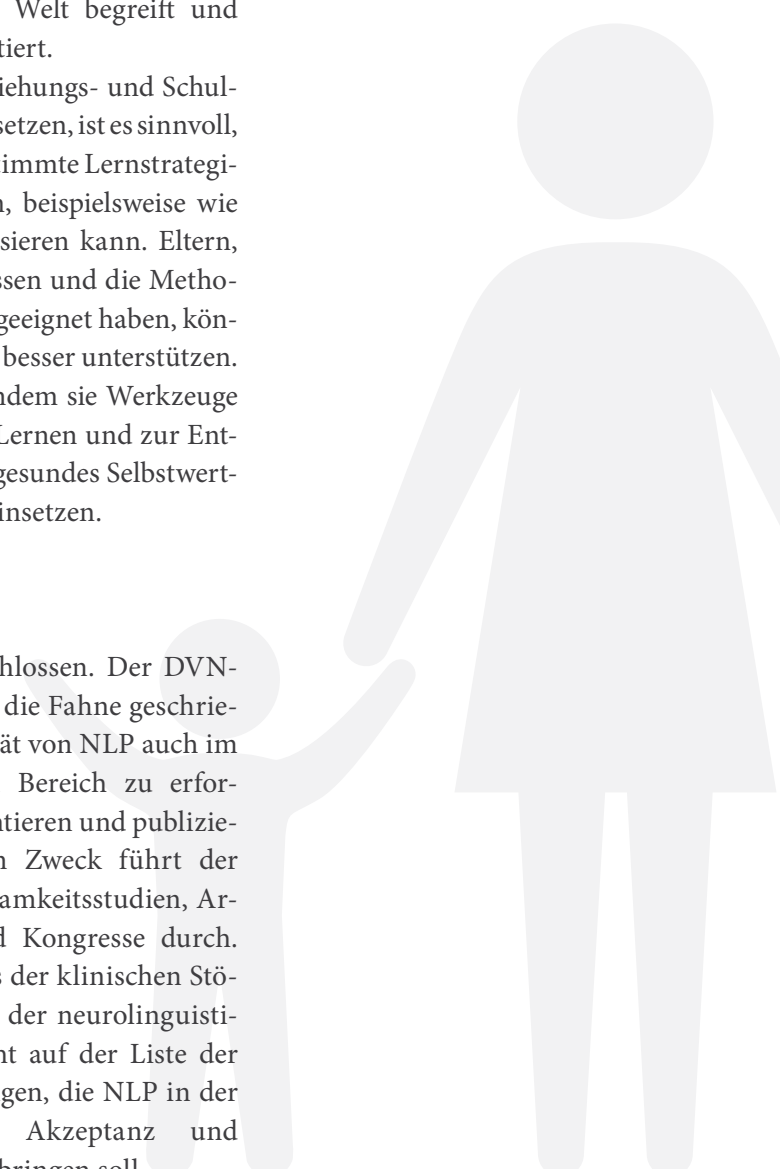 Welt begreift und
tiert.
iehungs- und Schul-
setzen, ist es sinnvoll,
timmte Lernstrategi-
n, beispielsweise wie
sieren kann. Eltern,
ssen und die Metho-
geeignet haben, kön-
besser unterstützen.
ndem sie Werkzeuge
Lernen und zur Ent-
gesundes Selbstwert-
insetzen.
hlossen. Der DVN-
die Fahne geschrie-
ät von NLP auch im
Bereich zu erfor-
ntieren und publizie-
n Zweck führt der
amkeitsstudien, Ar-
d Kongresse durch.
s der klinischen Stö-
der neurolinguisti-
nt auf der Liste der
gen, die NLP in der
Akzeptanz und
bringen soll.